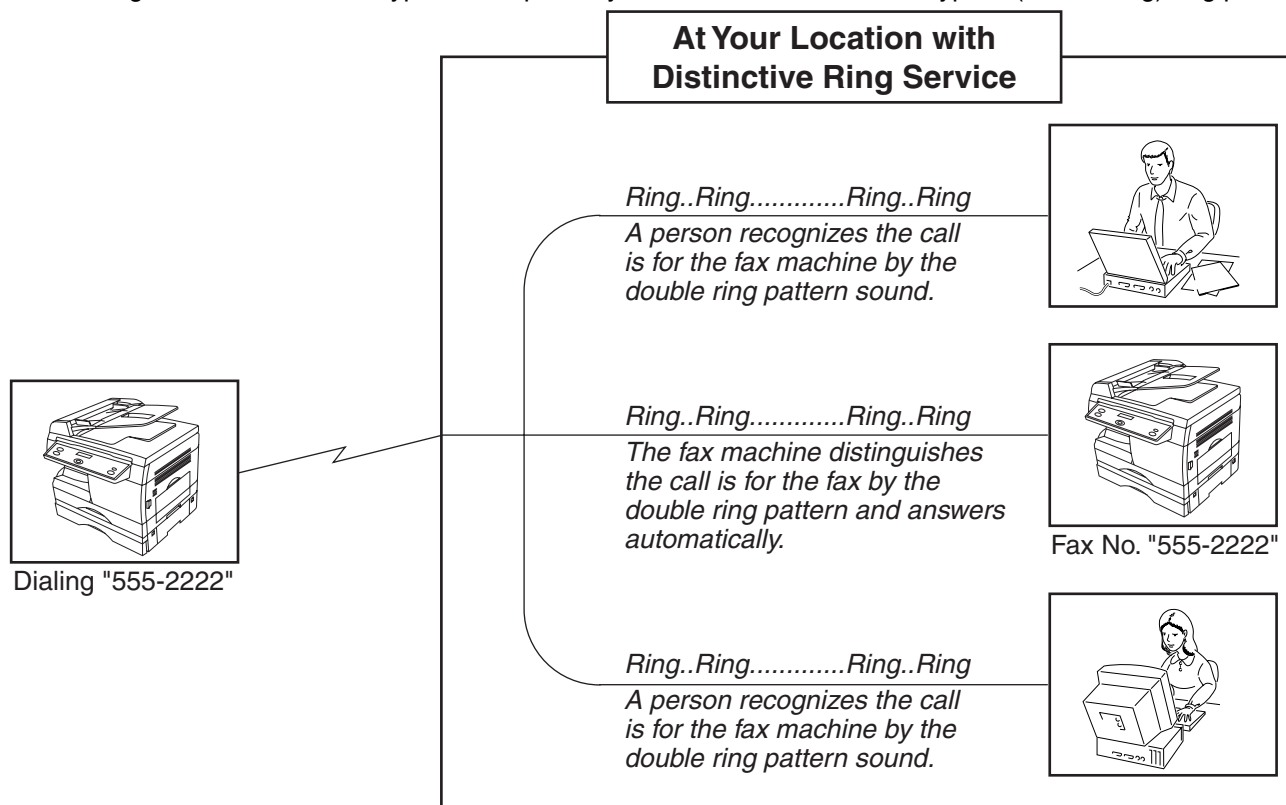 At Your Location with
Distinctive Ring Service
Ring..Ring.............Ring..Ring
A person recognizes the call
is for the fax machine by the
double ring pattern sound.
Ring..Ring.............Ring..Ring
The fax machine distinguishes
the call is for the fax by the
double ring pattern and answers
automatically.
Fax No. "555-2222"
Dialing "555-2222"
Ring..Ring.............Ring..Ring
A person recognizes the call
is for the fax machine by the
double ring pattern sound.